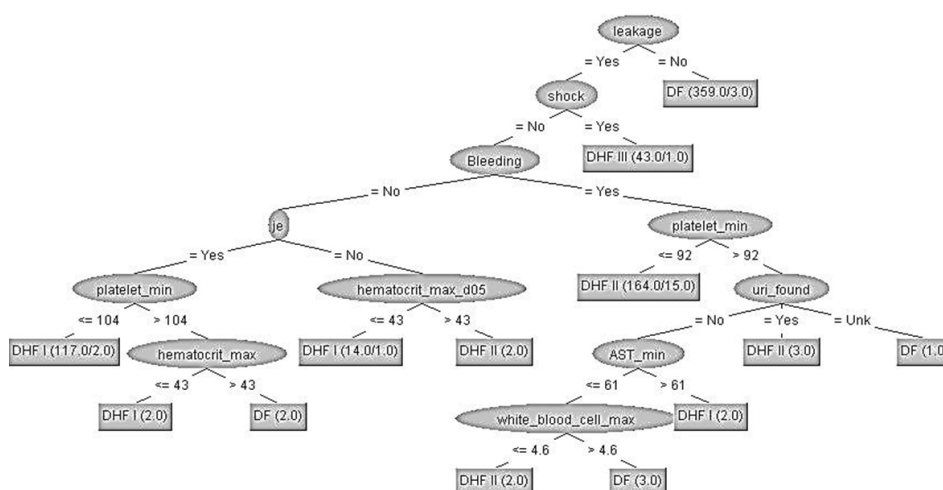 leakage
= Yes = No
shock DF (359.0/3.0)
= No = Yes
Bleeding DHF III (43.0/1.0)
= No = Yes
je platelet_min
= Yes = No <= 92 > 92
platelet_min hematocrit_max_d05 DHF II (164.0/15.0) uri_found
<= 104 > 104 <= 43 > 43 = No = Yes = Unk
DHF I (117.0/2.0) hematocrit_max DHF I (14.0/1.0) DHF II (2.0) AST_min DHF II (3.0) DF (1.0
<= 43 > 43 <= 61 > 61
DHF I (2.0) DF (2.0) white_blood_cell_max DHF I (2.0)
<= 4.6 > 4.6
DHF II (2.0) DF (3.0)